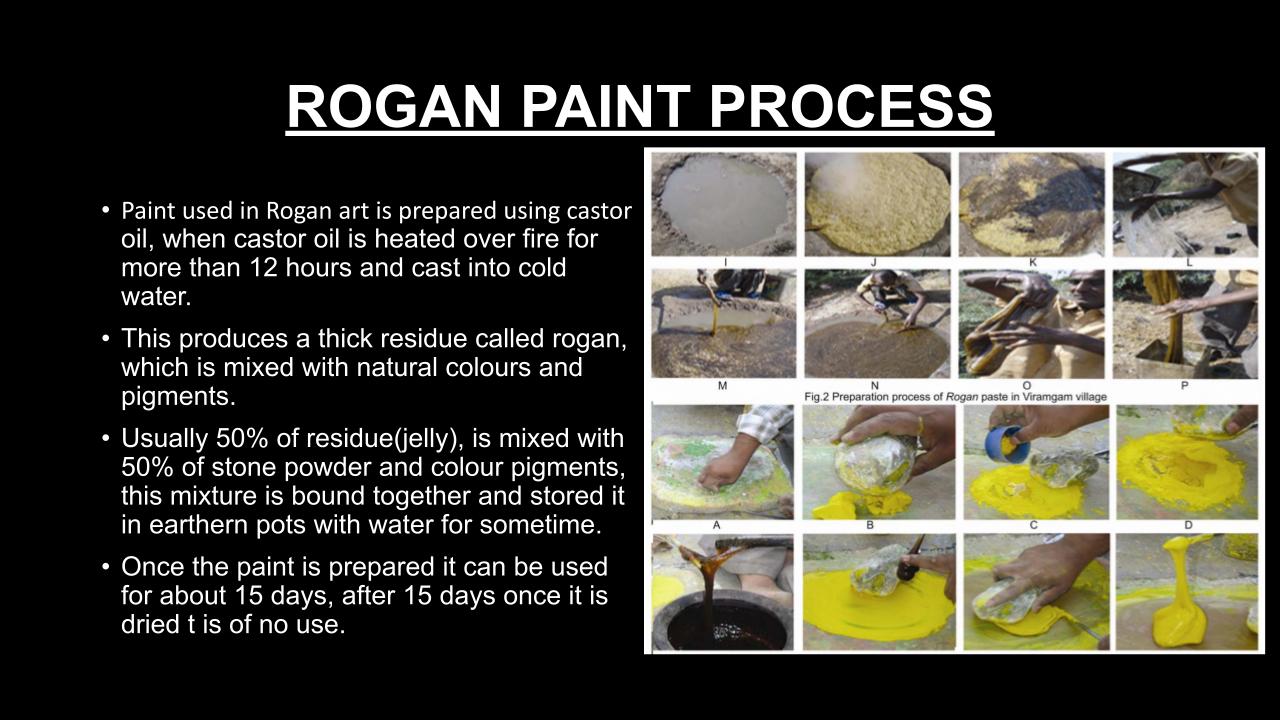 ROGAN PAINT PROCESS
• Paint used in Rogan art is prepared using castor
oil, when castor oil is heated over fire for
more than 12 hours and cast into cold
water.
• This produces a thick residue called rogan,
which is mixed with natural colours and
pigments.
• Usually 50% of residue(jelly), is mixed with
50% of stone powder and colour pigments,
this mixture is bound together and stored it
in earthern pots with water for sometime.
• Once the paint is prepared it can be used
for about 15 days, after 15 days once it is
dried t is of no use.
I J K L
M N O P
Fig.2 Preparation process of Rogan paste in Viramgam village
A B C D